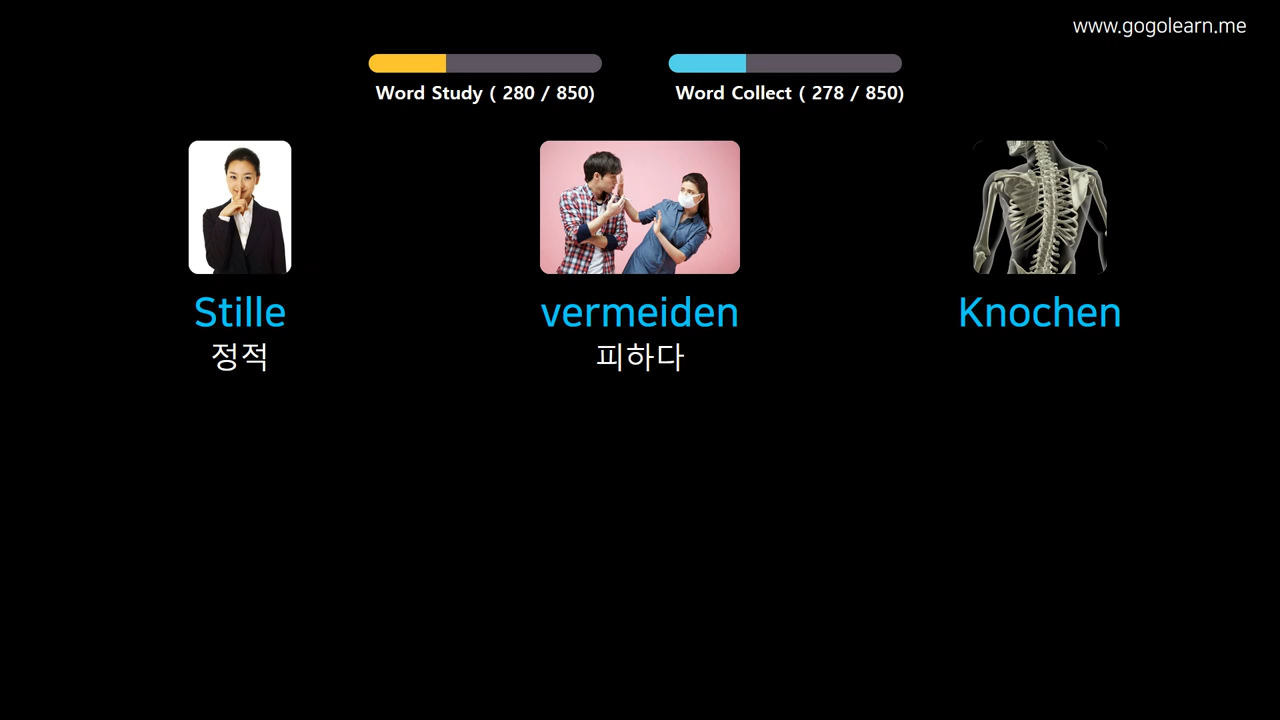 www.gogolearn.me
Word Study ( 280 / 850)
Word Collect ( 278 / 850)
Stille
정적
vermeiden
피하다
Knochen